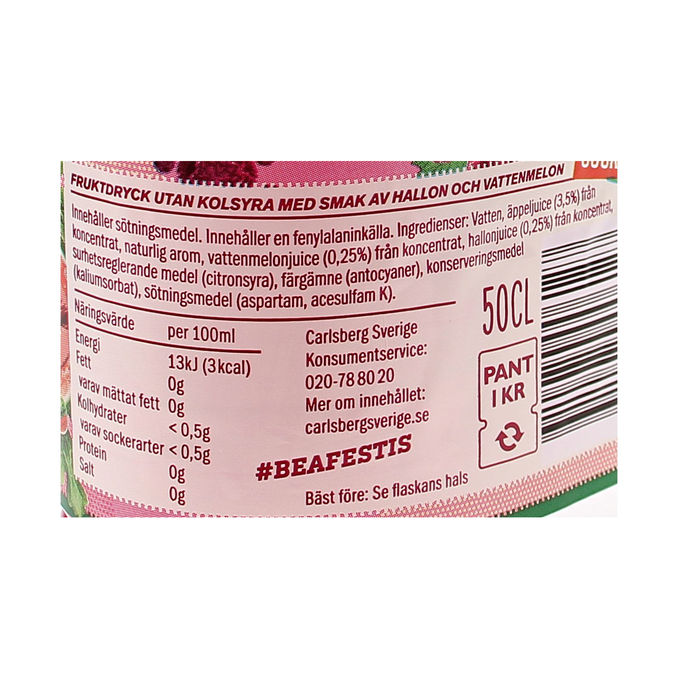 FRUKTDRYCK UTAN KOLSYRA MED SMAK AV HALLON OCH VATTENMELON
Innehåller sötningsmedel. Innehåller en fenylalaninkälla. Ingredienser: Vatten, äppeljuice (3,5%) från
koncentrat, naturlig arom, vattenmelonjuice (0,25%) från koncentrat, hallonjuice (0,25%) från koncentrat,
surhetsreglerande medel (citronsyra), färgämne (antocyaner), konserveringsmedel
(kaliumsorbat), sötningsmedel (aspartam, acesulfam K).
Näringsvärde per 100ml
Energi 13kJ (3kcal)
Fett 0g
varav mättat fett 0g
Kolhydrater < 0,5g
varav sockerarter < 0,5g
Protein 0g
Salt 0g
Carlsberg Sverige
Konsumentservice:
020-78 80 20
Mer om innehållet:
carlsbergsverige.se
#BEAFESTIS
Bäst före: Se flaskans hals
50CL
PANT
1 KR